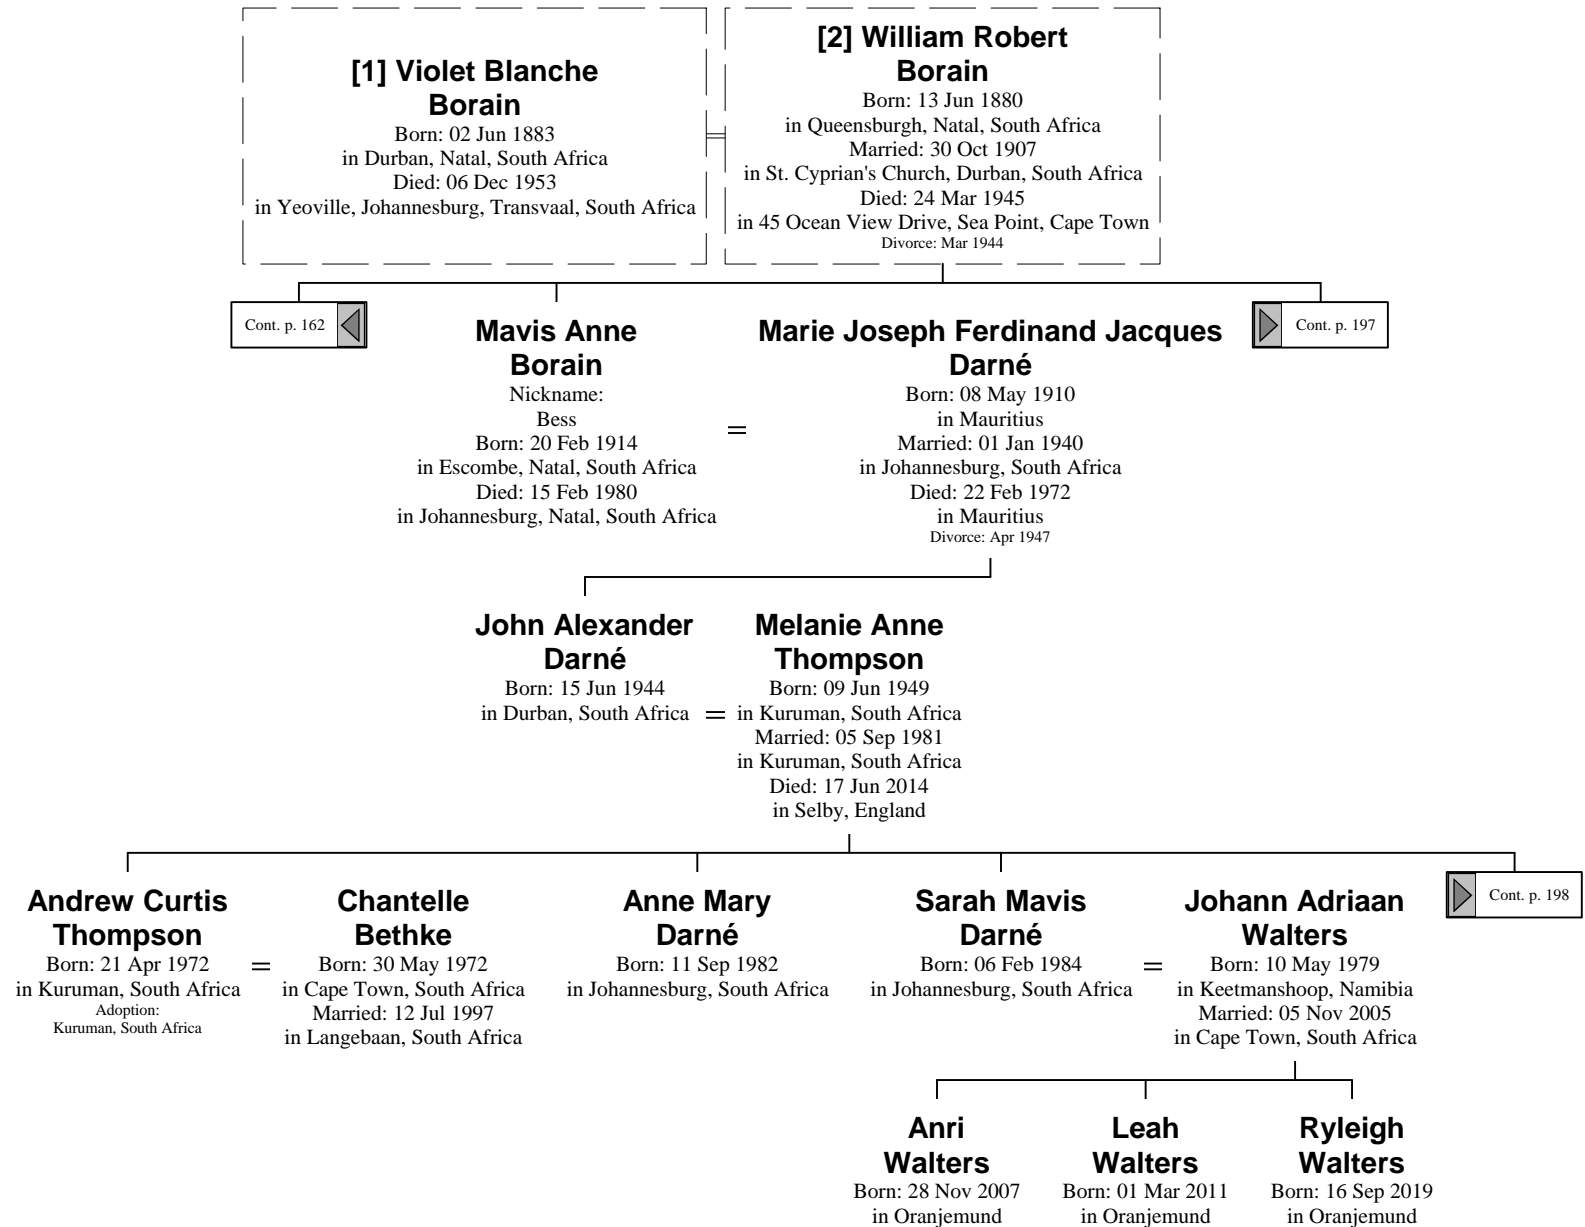 [1] Violet Blanche
Borain
Born: 02 Jun 1883
in Durban, Natal, South Africa
Died: 06 Dec 1953
in Yeoville, Johannesburg, Transvaal, South Africa
[2] William Robert
Borain
Born: 13 Jun 1880
in Queensburgh, Natal, South Africa
Married: 30 Oct 1907
in St. Cyprian's Church, Durban, South Africa
Died: 24 Mar 1945
in 45 Ocean View Drive, Sea Point, Cape Town
Divorce: Mar 1944
Cont. p. 162
Mavis Anne
Borain
Nickname:
Bess
Born: 20 Feb 1914
in Escombe, Natal, South Africa
Died: 15 Feb 1980
in Johannesburg, Natal, South Africa
=
Marie Joseph Ferdinand Jacques
Darné
Born: 08 May 1910
in Mauritius
Married: 01 Jan 1940
in Johannesburg, South Africa
Died: 22 Feb 1972
in Mauritius
Divorce: Apr 1947
Cont. p. 197
John Alexander
Darné
Born: 15 Jun 1944
in Durban, South Africa
=
Melanie Anne
Thompson
Born: 09 Jun 1949
in Kuruman, South Africa
Married: 05 Sep 1981
in Kuruman, South Africa
Died: 17 Jun 2014
in Selby, England
Andrew Curtis
Thompson
Born: 21 Apr 1972
in Kuruman, South Africa
Adoption:
Kuruman, South Africa
=
Chantelle
Bethke
Born: 30 May 1972
in Cape Town, South Africa
Married: 12 Jul 1997
in Langebaan, South Africa
Anne Mary
Darné
Born: 11 Sep 1982
in Johannesburg, South Africa
Sarah Mavis
Darné
Born: 06 Feb 1984
in Johannesburg, South Africa
=
Johann Adriaan
Walters
Born: 10 May 1979
in Keetmanshoop, Namibia
Married: 05 Nov 2005
in Cape Town, South Africa
Cont. p. 198
Anri
Walters
Born: 28 Nov 2007
in Oranjemund
Leah
Walters
Born: 01 Mar 2011
in Oranjemund
Ryleigh
Walters
Born: 16 Sep 2019
in Oranjemund